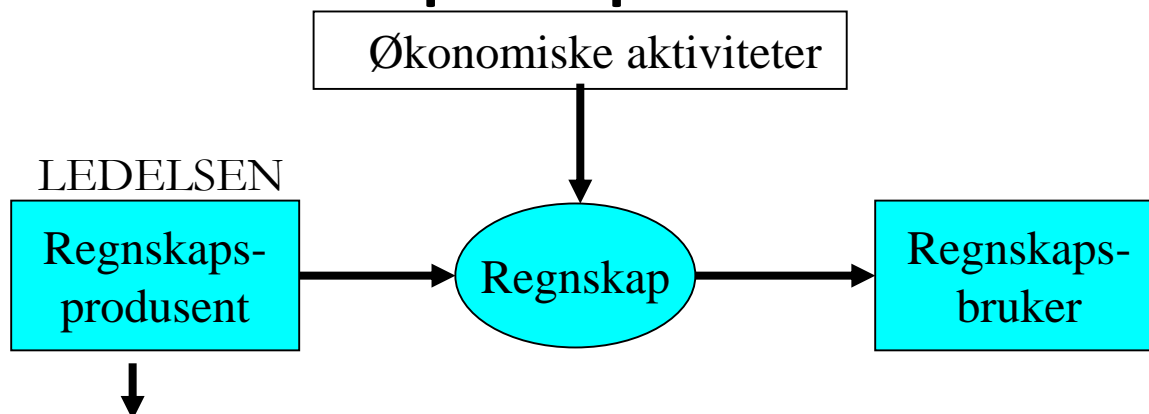 Økonomiske aktiviteter
LEDELSEN
Regnskaps-
produsent
Regnskap
Regnskaps-
bruker